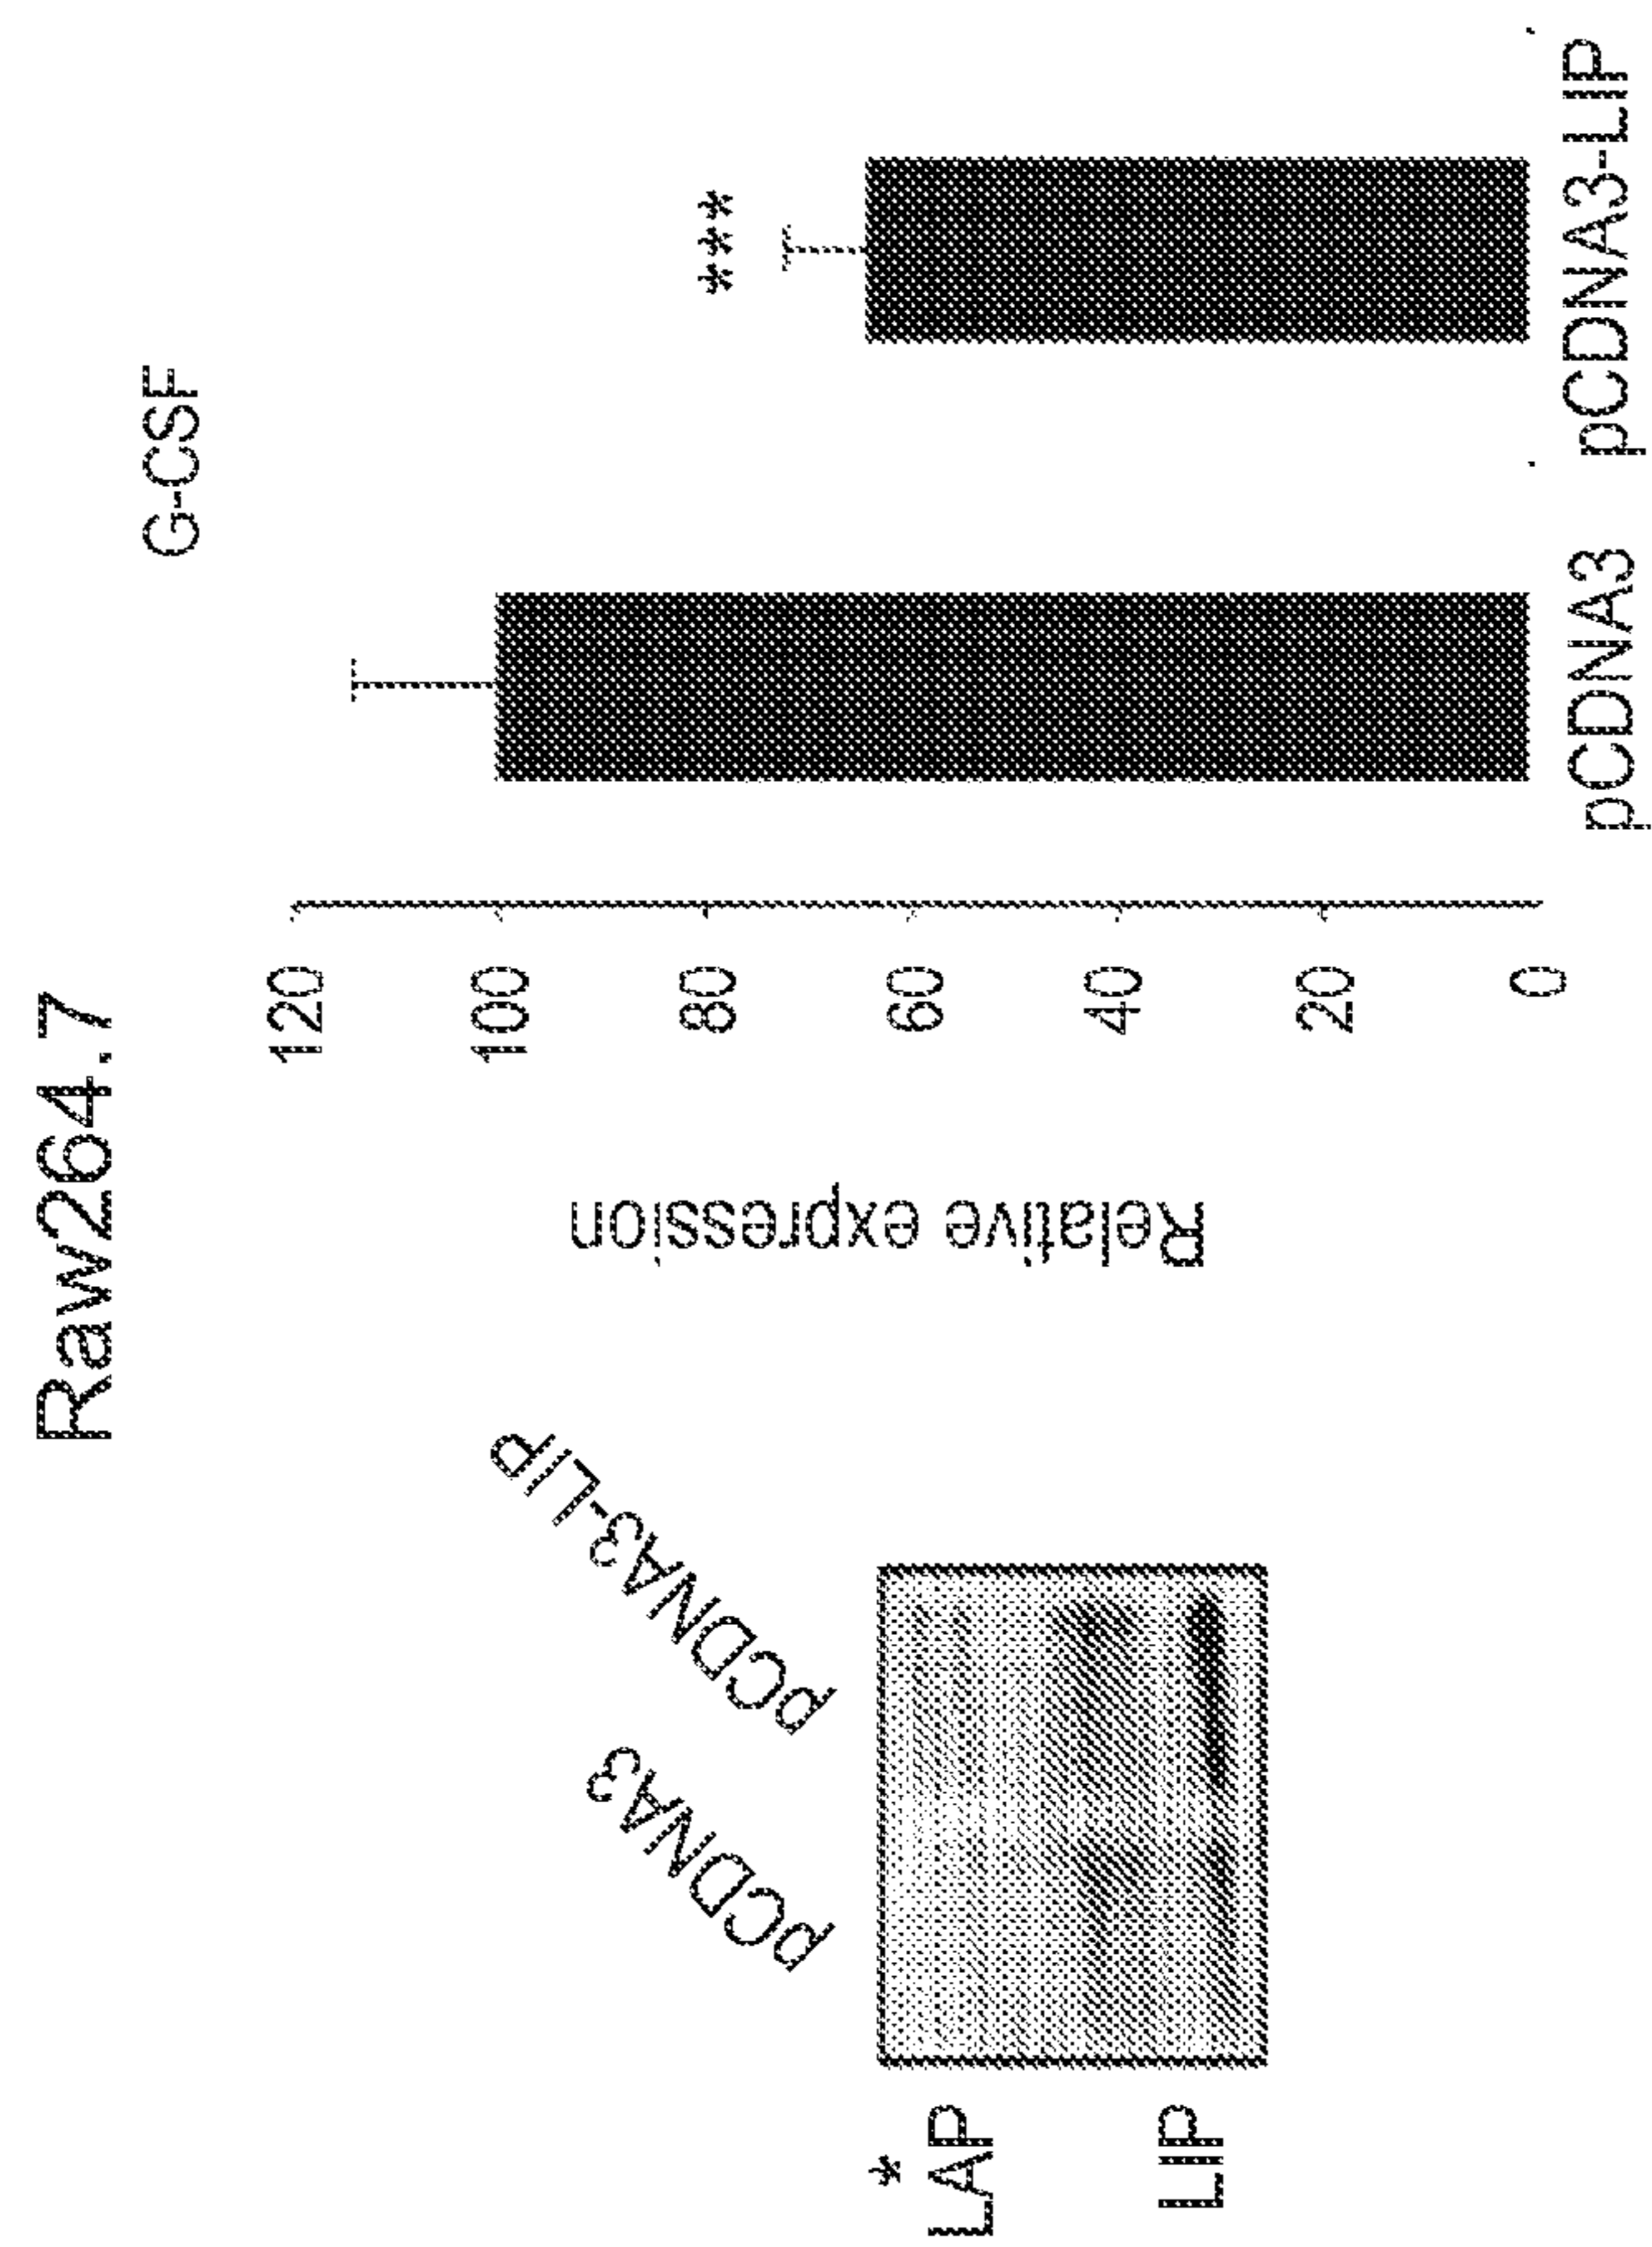 Raw264.7
pCDNA3
pCDNA3-LIP
*
LAP
LIP
G-CSF
Relative expression
120
100
80
60
40
20
0
***
pCDNA3
pCDNA3-LIP